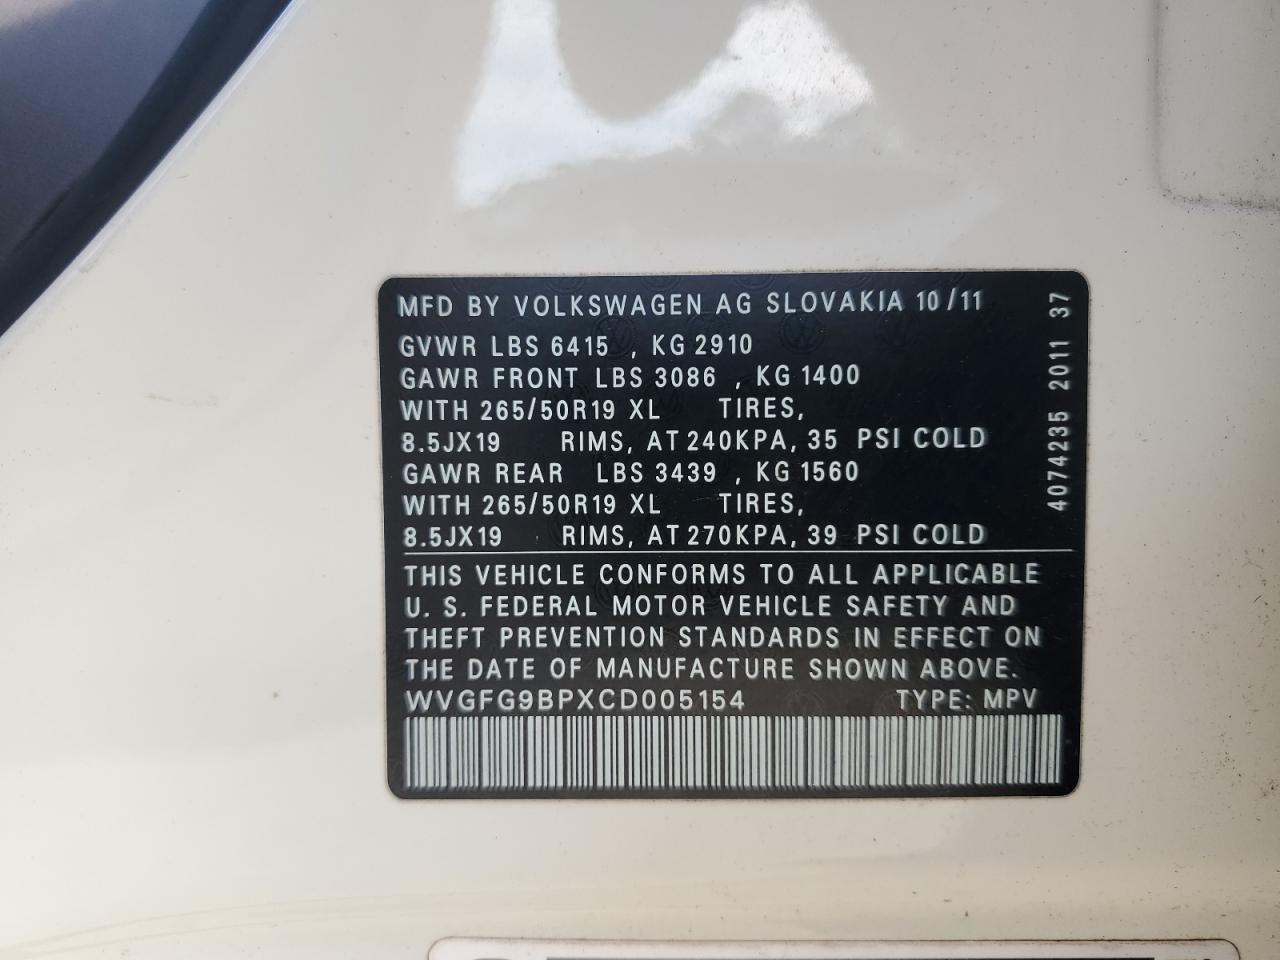 MFD BY VOLKSWAGEN AG SLOVAKIA 10/11
GVWR LBS 6415 , KG 2910
GAWR FRONT LBS 3086 , KG 1400
WITH 265/50R19 XL TIRES,
8.5JX19 RIMS, AT 240KPA, 35 PSI COLD
GAWR REAR LBS 3439 , KG 1560
WITH 265/50R19 XL TIRES,
8.5JX19 RIMS, AT 270KPA, 39 PSI COLD
THIS VEHICLE CONFORMS TO ALL APPLICABLE
U. S. FEDERAL MOTOR VEHICLE SAFETY AND
THEFT PREVENTION STANDARDS IN EFFECT ON
THE DATE OF MANUFACTURE SHOWN ABOVE.
WVGFG9BPXCD005154 TYPE: MPV
4074235 2011 37